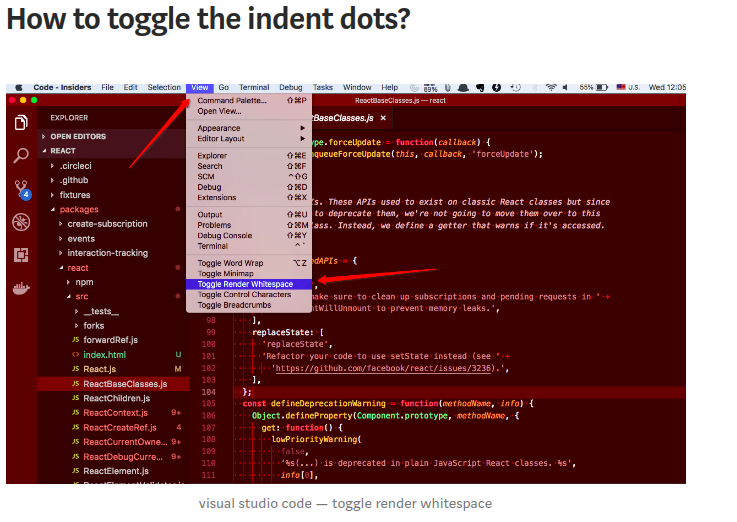 How to toggle the indent dots?
Code - Insiders File Edit Selection View Go Terminal Debug Tasks Window Help 89% 55% U.S. Wed 12:05
ReactBaseClasses.js — react
EXPLORER
OPEN EDITORS
REACT
.circleci
.github
fixtures
packages
create-subscription
events
interaction-tracking
react
npm
src
__tests__
forks
forwardRef.js
index.html U
React.js M
ReactBaseClasses.js
ReactChildren.js
ReactContext.js 9+
ReactCreateRef.js 4
ReactCurrentOwne... 9+
ReactDebugCurre... 9+
ReactElement.js
4
Command Palette... ⇧⌘P
Open View...
Appearance
Editor Layout
Explorer ⇧⌘E
Search ⇧⌘F
SCM ⌃⇧G
Debug ⇧⌘D
Extensions ⇧⌘X
Output ⇧⌘U
Problems ⇧⌘M
Debug Console ⇧⌘Y
Terminal ⌃`
Toggle Word Wrap ⌥Z
Toggle Minimap
Toggle Render Whitespace
Toggle Control Characters
Toggle Breadcrumbs
tBaseClasses.js ×
ype.forceUpdate = function(callback) {
nqueueForceUpdate(this, callback, 'forceUpdate');
s. These APIs used to exist on classic React classes but since
to deprecate them, we're not going to move them over to this
lass. Instead, we define a getter that warns if it's accessed.
edAPIs = {
make sure to clean up subscriptions and pending requests in ' +
ntWillUnmount to prevent memory leaks.',
98 ],
99 replaceState: [
100 'replaceState',
101 'Refactor your code to use setState instead (see ' +
102 'https://github.com/facebook/react/issues/3236).',
103 ],
104 };
105 const defineDeprecationWarning = function(methodName, info) {
106 Object.defineProperty(Component.prototype, methodName, {
107 get: function() {
108 lowPriorityWarning(
109 false,
110 '%s(...) is deprecated in plain JavaScript React classes. %s',
111 info[0],
visual studio code — toggle render whitespace